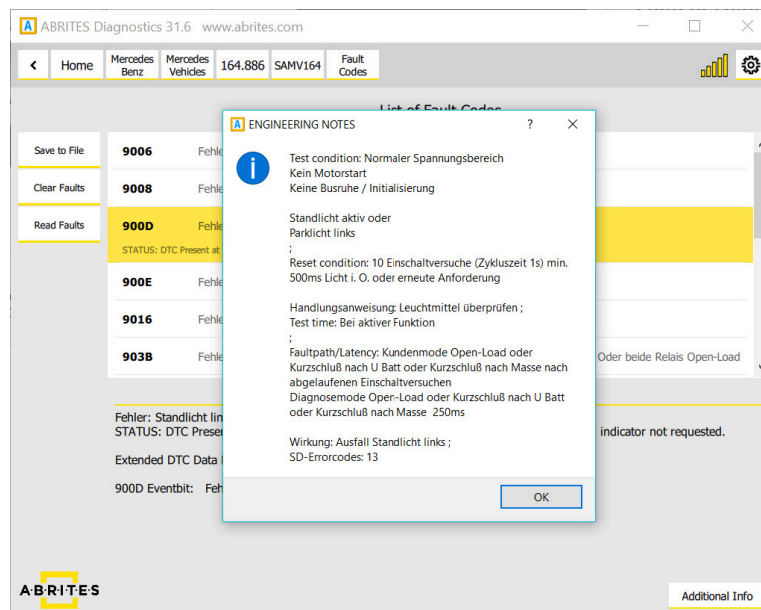 ABRITES Diagnostics 31.6 www.abrites.com
Home
Mercedes Benz
Mercedes Vehicles
164.886
SAMV164
Fault Codes
List of Fault Codes
Save to File
Clear Faults
Read Faults
9006 Fehle
9008 Fehle
900D Fehle
STATUS: DTC Present at
900E Fehle
9016 Fehle
903B Fehle Oder beide Relais Open-Load
ENGINEERING NOTES
Test condition: Normaler Spannungsbereich
Kein Motorstart
Keine Busruhe / Initialisierung
Standlicht aktiv oder
Parklicht links
;
Reset condition: 10 Einschaltversuche (Zykluszeit 1s) min.
500ms Licht i. O. oder erneute Anforderung
Handlungsanweisung: Leuchtmittel überprüfen ;
Test time: Bei aktiver Funktion
;
Faultpath/Latency: Kundenmode Open-Load oder
Kurzschluß nach U Batt oder Kurzschluß nach Masse nach
abgelaufenen Einschaltversuchen
Diagnosemode Open-Load oder Kurzschluß nach U Batt
oder Kurzschluß nach Masse 250ms
Wirkung: Ausfall Standlicht links ;
SD-Errorcodes: 13
OK
Fehler: Standlicht lin
STATUS: DTC Prese indicator not requested.
Extended DTC Data
900D Eventbit: Feh
A·B·R·I·T·E·S
Additional Info